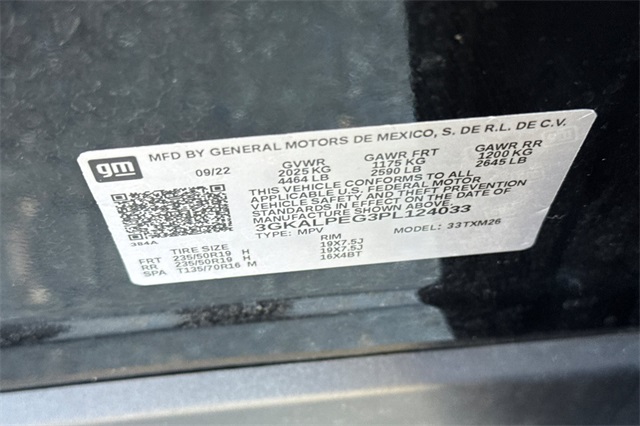 gm
MFD BY GENERAL MOTORS DE MEXICO, S. DE R.L. DE C.V.
09/22 GVWR GAWR FRT GAWR RR
2025 KG 1175 KG 1200 KG
4464 LB 2590 LB 2645 LB
THIS VEHICLE CONFORMS TO ALL
APPLICABLE U.S. FEDERAL MOTOR
VEHICLE SAFETY AND THEFT PREVENTION
STANDARDS IN EFFECT ON THE DATE OF
MANUFACTURE SHOWN ABOVE
3GKALPEG3PL124033
TYPE: MPV MODEL: 33TXM26
384A
TIRE SIZE RIM
FRT 235/50R19 H 19X7.5J
RR 235/50R19 H 19X7.5J
SPA T135/70R16 M 16X4BT